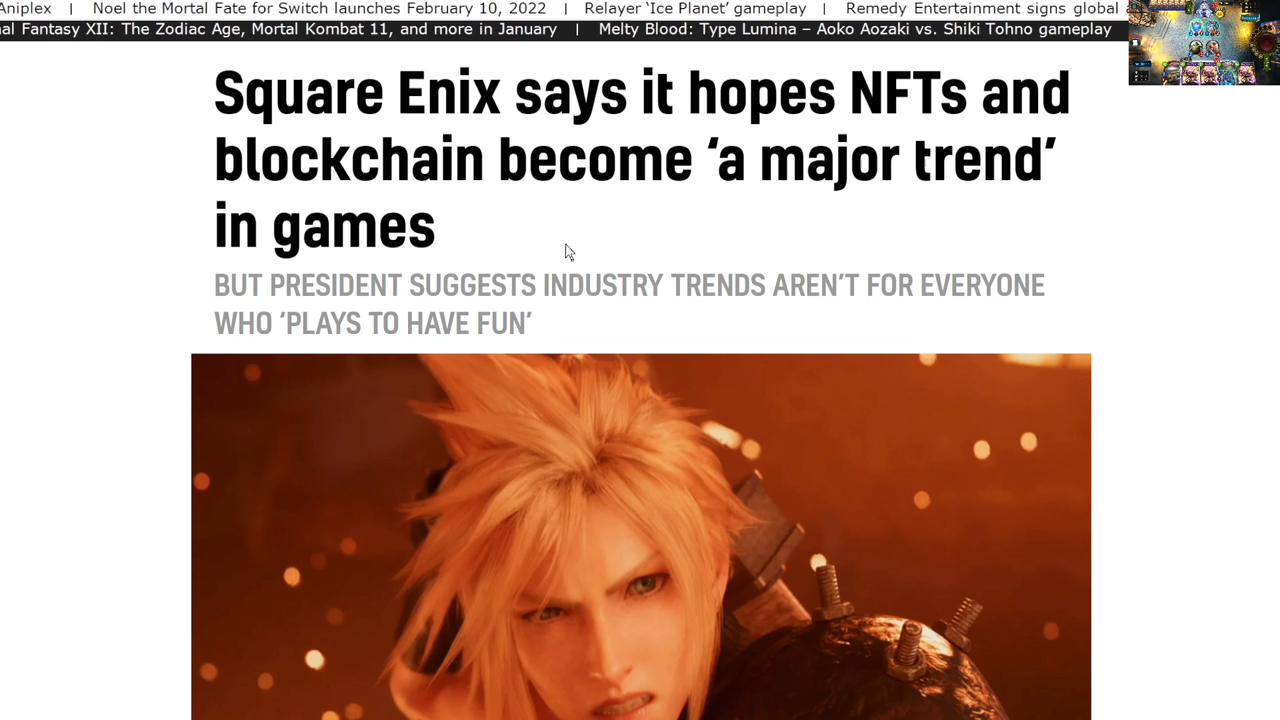 Aniplex | Noel the Mortal Fate for Switch launches February 10, 2022 | Relayer ‘Ice Planet’ gameplay | Remedy Entertainment signs global
al Fantasy XII: The Zodiac Age, Mortal Kombat 11, and more in January | Melty Blood: Type Lumina – Aoko Aozaki vs. Shiki Tohno gameplay
Square Enix says it hopes NFTs and
blockchain become ‘a major trend’
in games
BUT PRESIDENT SUGGESTS INDUSTRY TRENDS AREN’T FOR EVERYONE
WHO ‘PLAYS TO HAVE FUN’